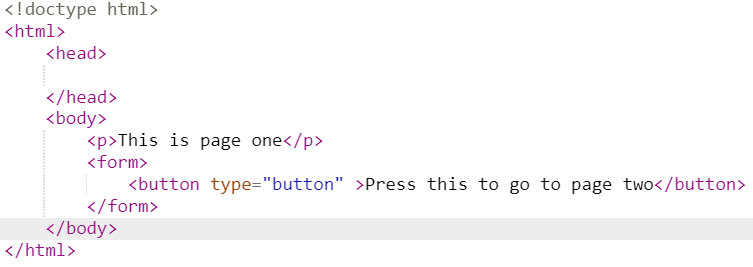 <!doctype html>
<html>
<head>
</head>
<body>
<p>This is page one</p>
<form>
<button type="button" >Press this to go to page two</button>
</form>
</body>
</html>